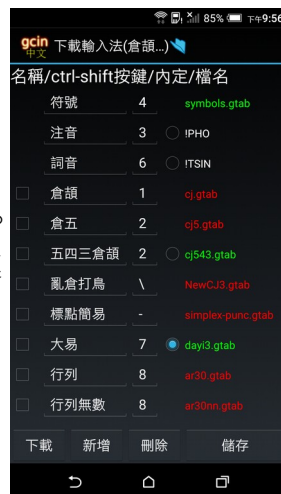 85% 下午9:56
gcin 中文 下載輸入法(倉頡...)
名稱/ctrl-shift按鍵/內定/檔名
符號 4 symbols.gtab
注音 3 !PHO
詞音 6 !TSIN
倉頡 1 cj.gtab
倉五 2 cj5.gtab
五四三倉頡 2 cj543.gtab
亂倉打鳥 \ NewCJ3.gtab
標點簡易 - simplex-punc.gtab
大易 7 dayi3.gtab
行列 8 ar30.gtab
行列無數 8 ar30nn.gtab
下載 新增 刪除 儲存